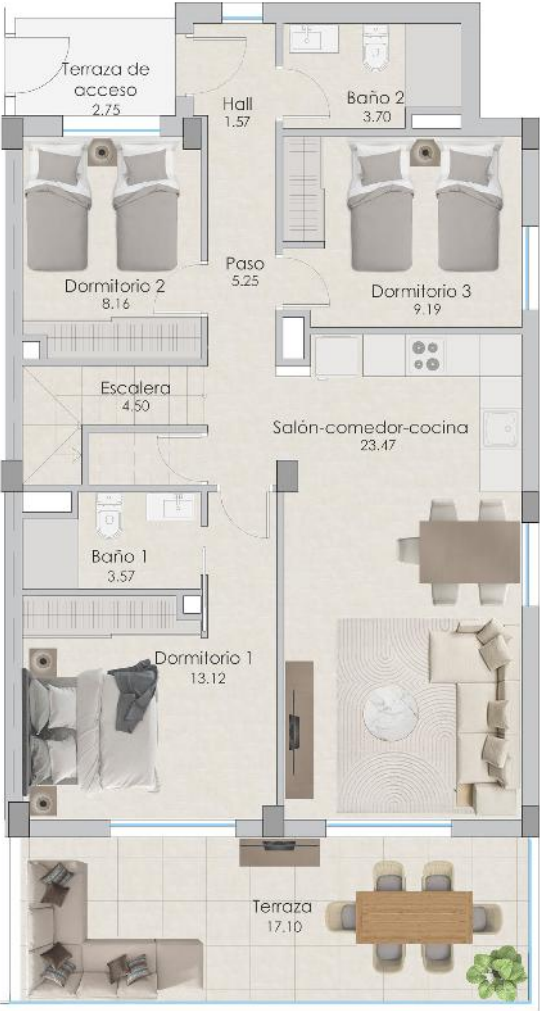 Terraza de
acceso
2.75
Hall
1.57
Baño 2
3.70
Paso
5.25
Dormitorio 2
8.16
Dormitorio 3
9.19
Escalera
4.50
Salón-comedor-cocina
23.47
Baño 1
3.57
Dormitorio 1
13.12
Terraza
17.10